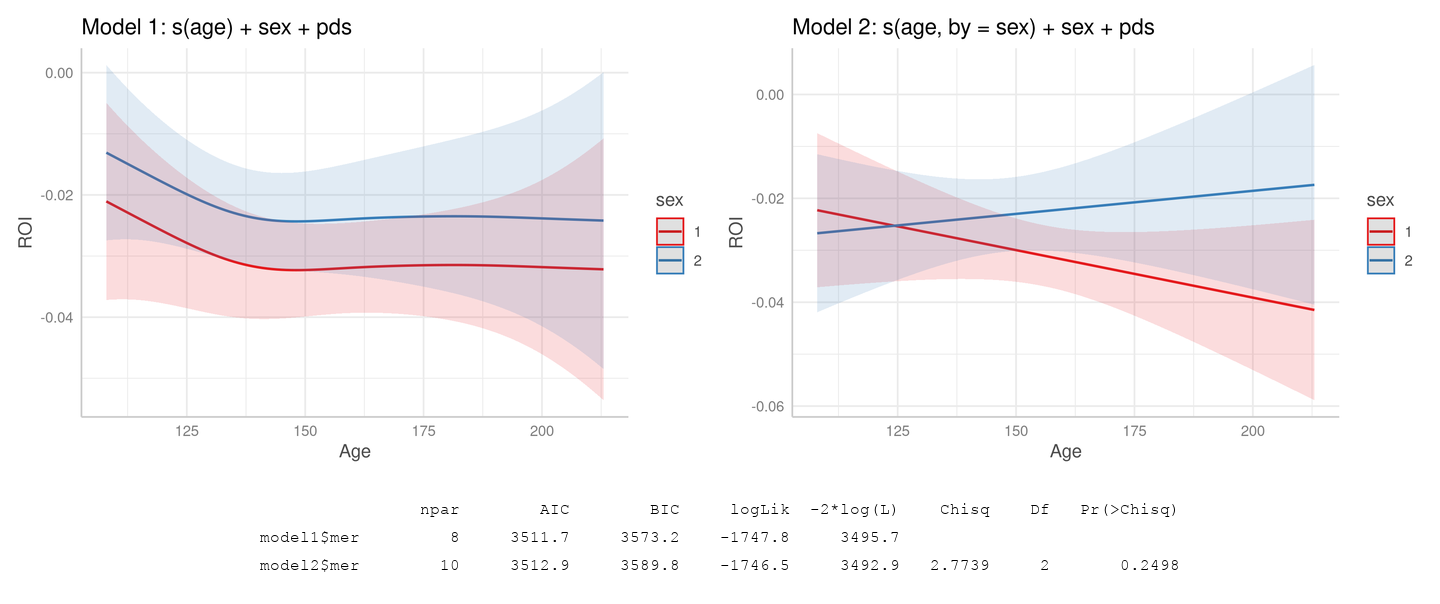 Model 1: s(age) + sex + pds
0.00
-0.02
-0.04
ROI
125 150 175 200
Age
sex
1
2
Model 2: s(age, by = sex) + sex + pds
0.00
-0.02
-0.04
-0.06
ROI
125 150 175 200
Age
sex
1
2
npar AIC BIC logLik -2*log(L) Chisq Df Pr(>Chisq)
model1$mer 8 3511.7 3573.2 -1747.8 3495.7
model2$mer 10 3512.9 3589.8 -1746.5 3492.9 2.7739 2 0.2498